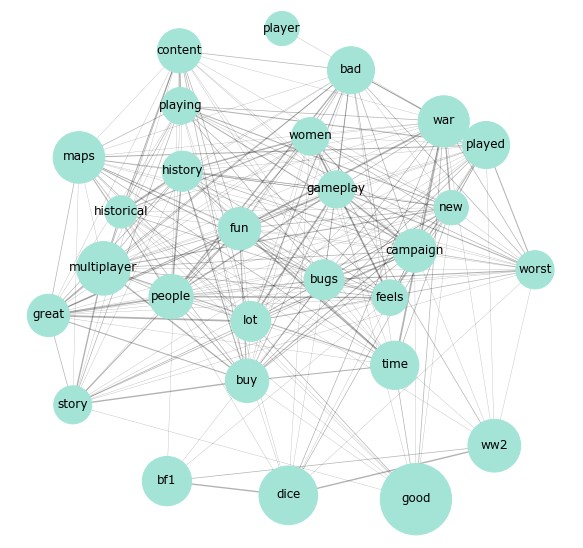 player
content
bad
playing
war
women
played
maps
history
gameplay
historical
new
fun
campaign
multiplayer
worst
bugs
people
feels
great
lot
time
buy
story
ww2
bf1
dice
good